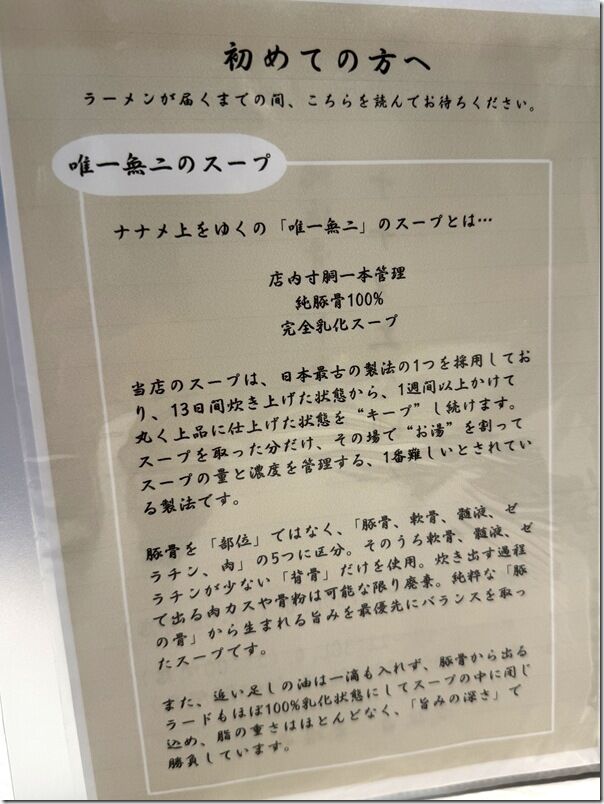 初めての方へ
ラーメンが届くまでの間、こちらを読んでお待ちください。
唯一無二のスープ
ナナメ上をゆくの「唯一無二」のスープとは…
店内寸胴一本管理
純豚骨100%
完全乳化スープ
当店のスープは、日本最古の製法の1つを採用してお
り、13日間炊き上げた状態から、1週間以上かけて
丸く上品に仕上げた状態を“キープ”し続けます。
スープを取った分だけ、その場で“お湯”を割って
スープの量と濃度を管理する、1番難しいとされてい
る製法です。
豚骨を「部位」ではなく、「豚骨、軟骨、髄液、ゼ
ラチン、肉」の5つに区分。そのうち軟骨、髄液、ゼ
ラチンが少ない「背骨」だけを使用。炊き出す過程
で出る肉カスや骨粉は可能な限り廃棄。純粋な「豚
の骨」から生まれる旨みを最優先にバランスを取っ
たスープです。
また、追い足しの油は一滴も入れず、豚骨から出る
ラードもほぼ100%乳化状態にしてスープの中に閉じ
込め、脂の重さはほとんどなく、「旨みの深さ」で
勝負しています。